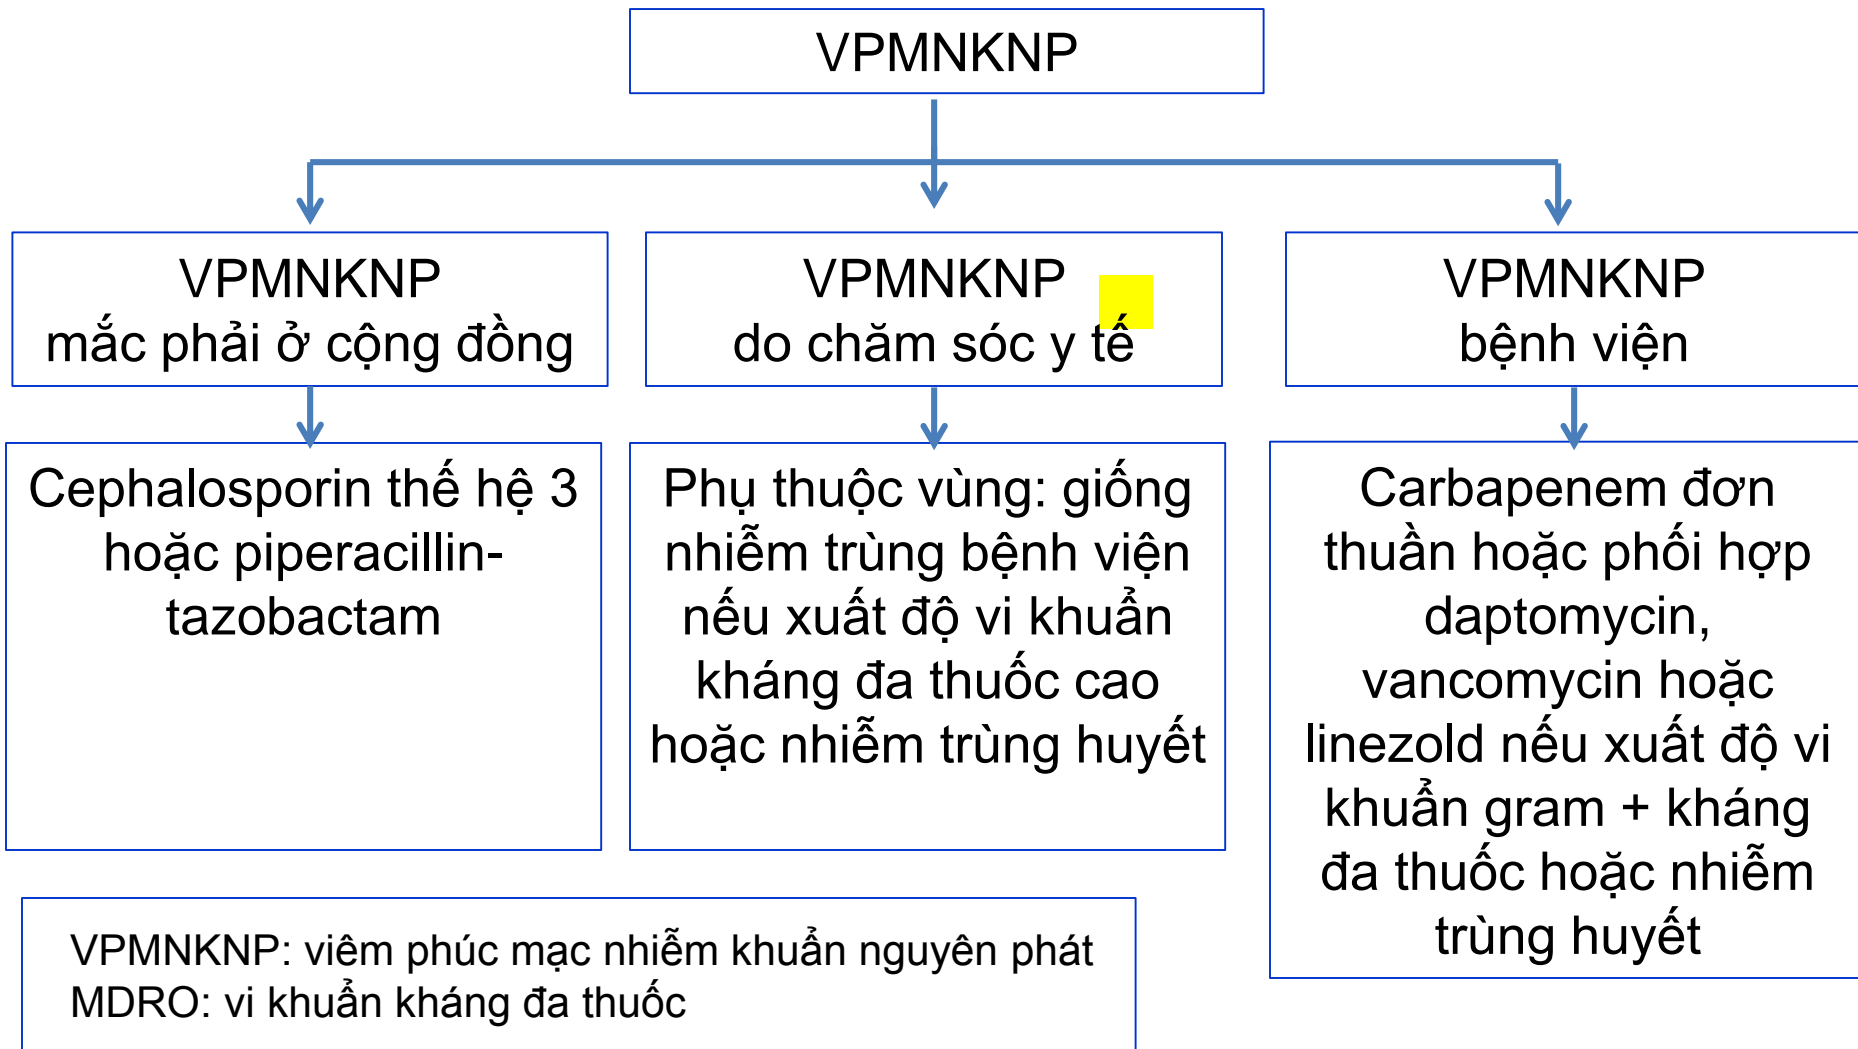 VPMNKNP
VPMNKNP
mắc phải ở cộng đồng
VPMNKNP
do chăm sóc y tế
VPMNKNP
bệnh viện
Cephalosporin thế hệ 3
hoặc piperacillin-
tazobactam
Phụ thuộc vùng: giống
nhiễm trùng bệnh viện
nếu xuất độ vi khuẩn
kháng đa thuốc cao
hoặc nhiễm trùng huyết
Carbapenem đơn
thuần hoặc phối hợp
daptomycin,
vancomycin hoặc
linezold nếu xuất độ vi
khuẩn gram + kháng
đa thuốc hoặc nhiễm
trùng huyết
VPMNKNP: viêm phúc mạc nhiễm khuẩn nguyên phát
MDRO: vi khuẩn kháng đa thuốc